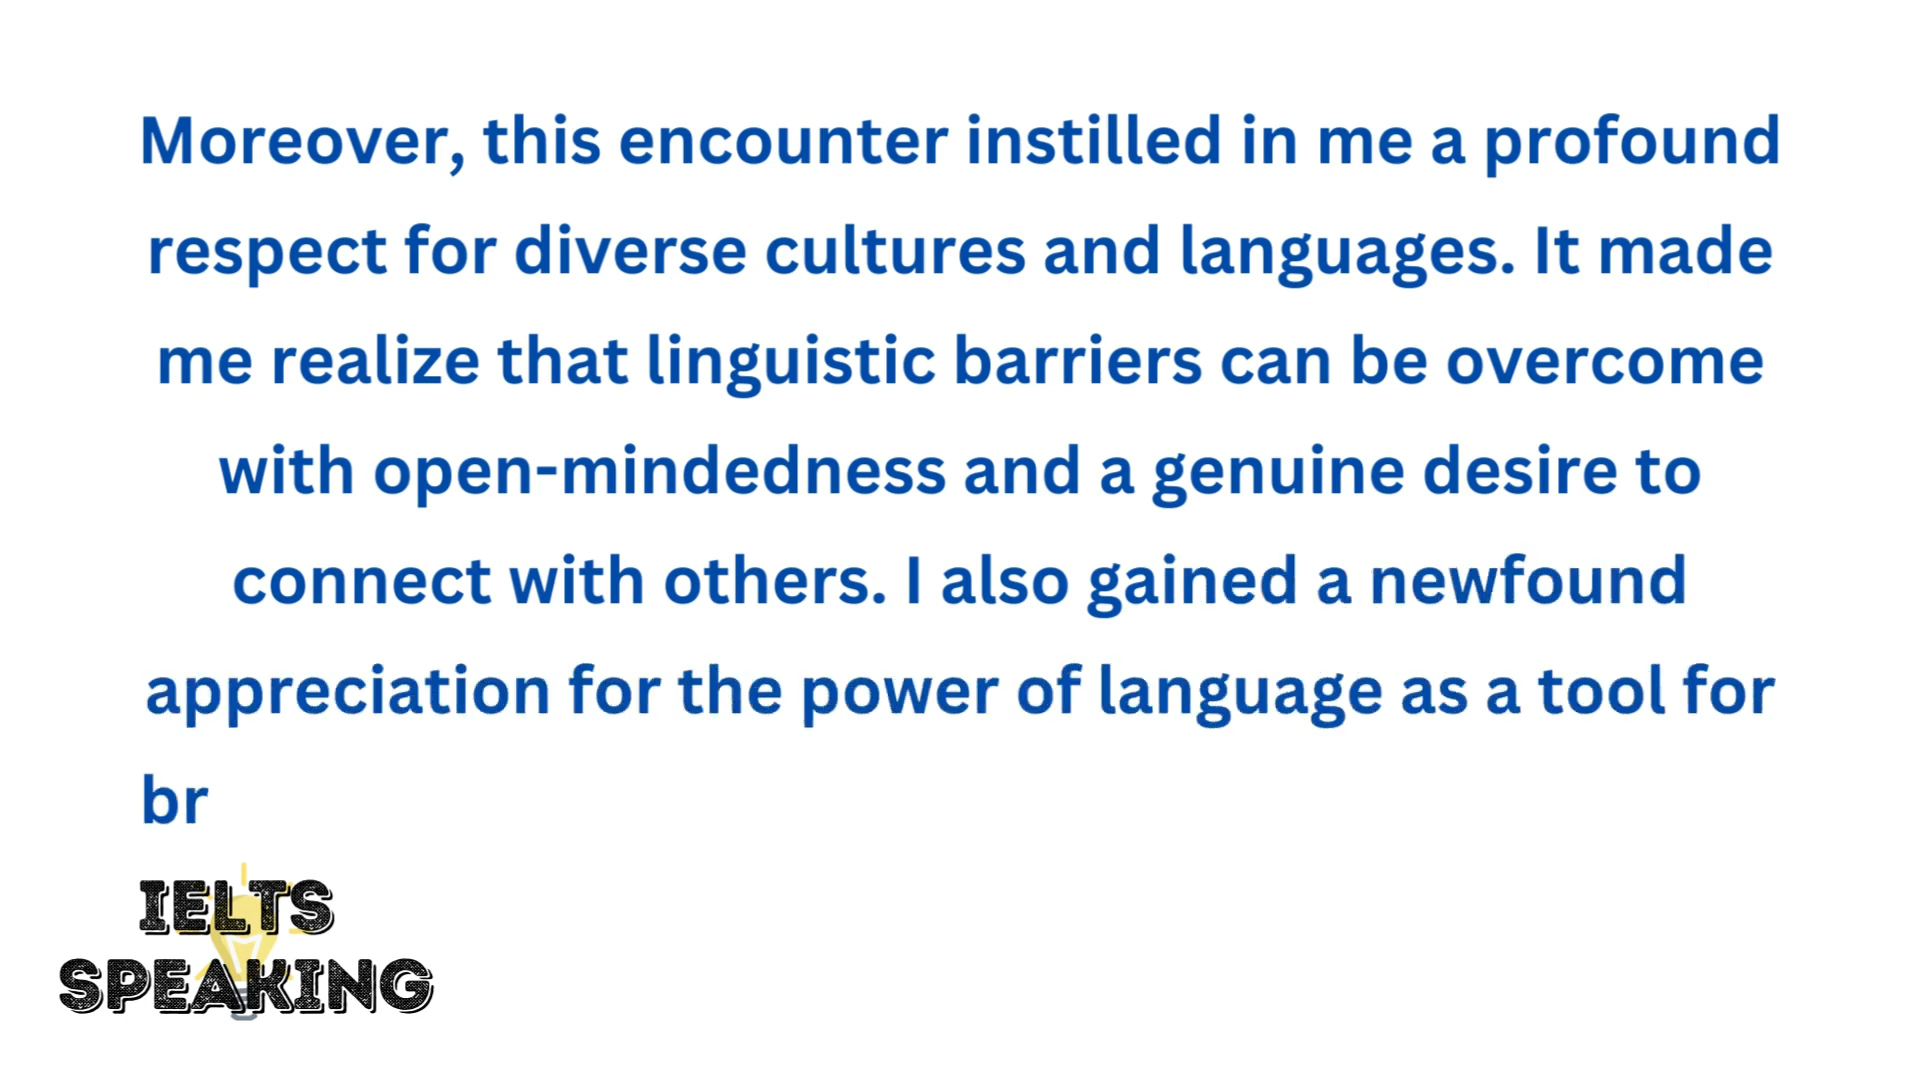 Moreover, this encounter instilled in me a profound
respect for diverse cultures and languages. It made
me realize that linguistic barriers can be overcome
with open-mindedness and a genuine desire to
connect with others. I also gained a newfound
appreciation for the power of language as a tool for
br
IELTS
SPEAKING